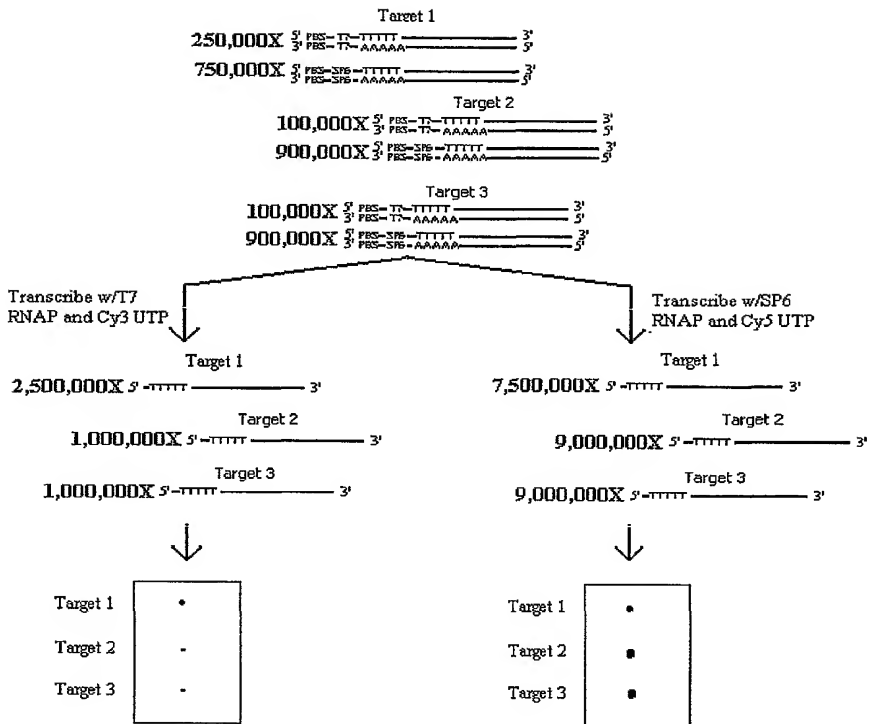 Target 1
250,000X 5' PBS-T7-TTTTT 3'
3' PBS-T7-AAAAA 5'
750,000X 5' PBS-SP6-TTTTT 3'
3' PBS-SP6-AAAAA 5'
Target 2
100,000X 5' PBS-T7-TTTTT 3'
3' PBS-T7-AAAAA 5'
900,000X 5' PBS-SP6-TTTTT 3'
3' PBS-SP6-AAAAA 5'
Target 3
100,000X 5' PBS-T7-TTTTT 3'
3' PBS-T7-AAAAA 5'
900,000X 5' PBS-SP6-TTTTT 3'
3' PBS-SP6-AAAAA 5'
Transcribe w/T7
RNAP and Cy3 UTP
Transcribe w/SP6
RNAP and Cy5 UTP
Target 1
2,500,000X 5'-TTTTT 3'
Target 2
1,000,000X 5'-TTTTT 3'
Target 3
1,000,000X 5'-TTTTT 3'
Target 1
7,500,000X 5'-TTTTT 3'
Target 2
9,000,000X 5'-TTTTT 3'
Target 3
9,000,000X 5'-TTTTT 3'
Target 1
Target 2
Target 3
Target 1
Target 2
Target 3